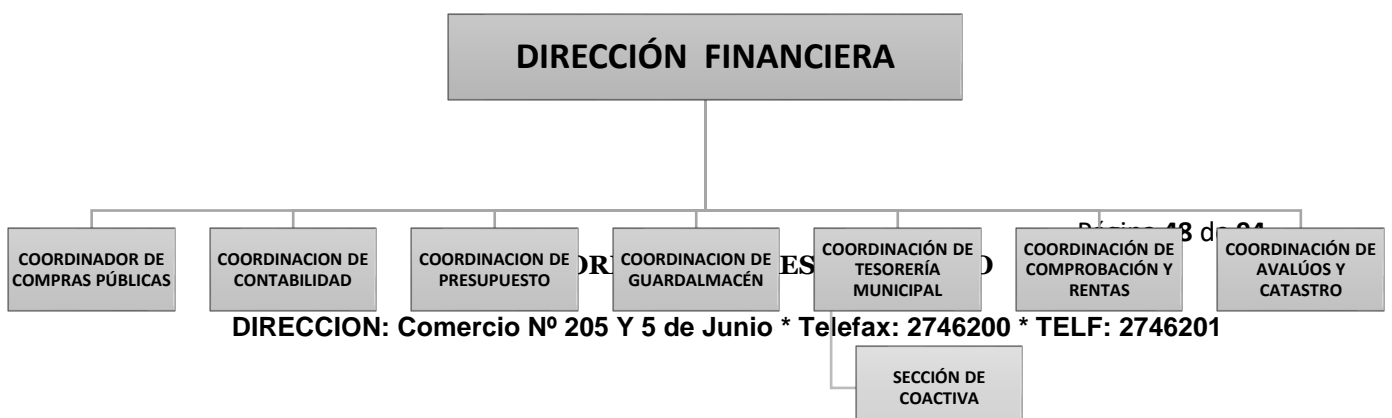 DIRECCIÓN FINANCIERA
COORDINADOR DE
COMPRAS PÚBLICAS
COORDINACION DE
CONTABILIDAD
COORDINACION DE
PRESUPUESTO
COORDINACION DE
GUARDALMACÉN
COORDINACIÓN DE
TESORERÍA
MUNICIPAL
COORDINACIÓN DE
COMPROBACIÓN Y
RENTAS
COORDINACIÓN DE
AVALÚOS Y
CATASTRO
DIRECCION: Comercio Nº 205 Y 5 de Junio * Telefax: 2746200 * TELF: 2746201
SECCIÓN DE
COACTIVA